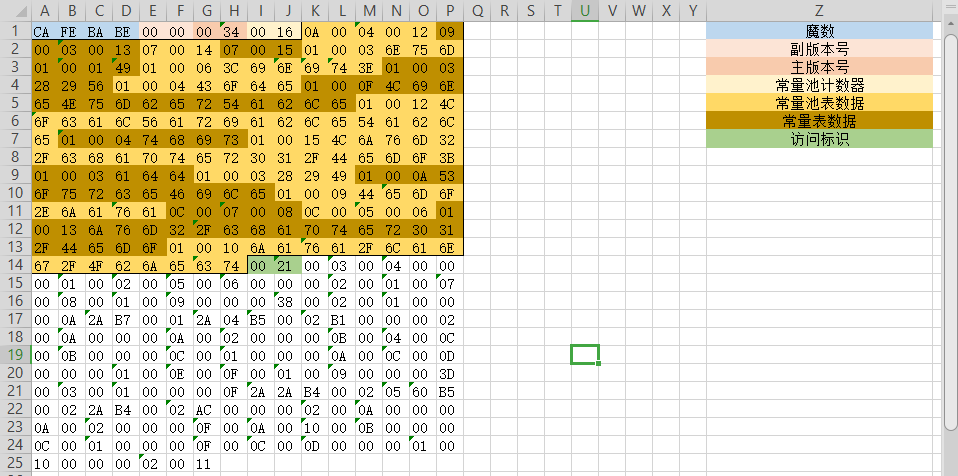 A B C D E F G H I J K L M N O P Q R S T U V W X Y Z
1 CA FE BA BE 00 00 00 34 00 16 0A 00 04 00 12 09 魔数
2 00 03 00 13 07 00 14 07 00 15 01 00 03 6E 75 6D 副版本号
3 01 00 01 49 01 00 06 3C 69 6E 69 74 3E 01 00 03 主版本号
4 28 29 56 01 00 04 43 6F 64 65 01 00 0F 4C 69 6E 常量池计数器
5 65 4E 75 6D 62 65 72 54 61 62 6C 65 01 00 12 4C 常量池表数据
6 6F 63 61 6C 56 61 72 69 61 62 6C 65 54 61 62 6C 常量表数据
7 65 01 00 04 74 68 69 73 01 00 15 4C 6A 76 6D 32 访问标识
8 2F 63 68 61 70 74 65 72 30 31 2F 44 65 6D 6F 3B
9 01 00 03 61 64 64 01 00 03 28 29 49 01 00 0A 53
10 6F 75 72 63 65 46 69 6C 65 01 00 09 44 65 6D 6F
11 2E 6A 61 76 61 0C 00 07 00 08 0C 00 05 00 06 01
12 00 13 6A 76 6D 32 2F 63 68 61 70 74 65 72 30 31
13 2F 44 65 6D 6F 01 00 10 6A 61 76 61 2F 6C 61 6E
14 67 2F 4F 62 6A 65 63 74 00 21 00 03 00 04 00 00
15 00 01 00 02 00 05 00 06 00 00 00 02 00 01 00 07
16 00 08 00 01 00 09 00 00 00 38 00 02 00 01 00 00
17 00 0A 2A B7 00 01 2A 04 B5 00 02 B1 00 00 00 02
18 00 0A 00 00 00 0A 00 02 00 00 00 0B 00 04 00 0C
19 00 0B 00 00 00 0C 00 01 00 00 00 0A 00 0C 00 0D
20 00 00 00 01 00 0E 00 0F 00 01 00 09 00 00 00 3D
21 00 03 00 01 00 00 00 0F 2A 2A B4 00 02 05 60 B5
22 00 02 2A B4 00 02 AC 00 00 00 02 00 0A 00 00 00
23 0A 00 02 00 00 00 0F 00 0A 00 10 00 0B 00 00 00
24 0C 00 01 00 00 00 0F 00 0C 00 0D 00 00 00 01 00
25 10 00 00 00 02 00 11